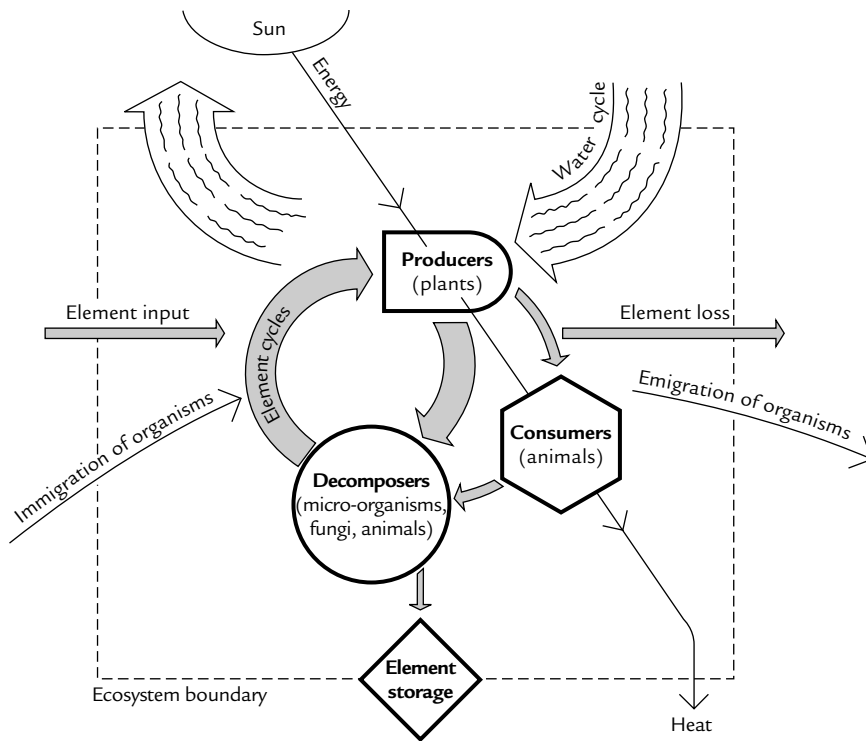 Sun
Energy
Water cycle
Producers
(plants)
Element input
Element cycles
Element loss
Immigration of organisms
Emigration of organisms
Consumers
(animals)
Decomposers
(micro-organisms,
fungi, animals)
Element
storage
Ecosystem boundary
Heat